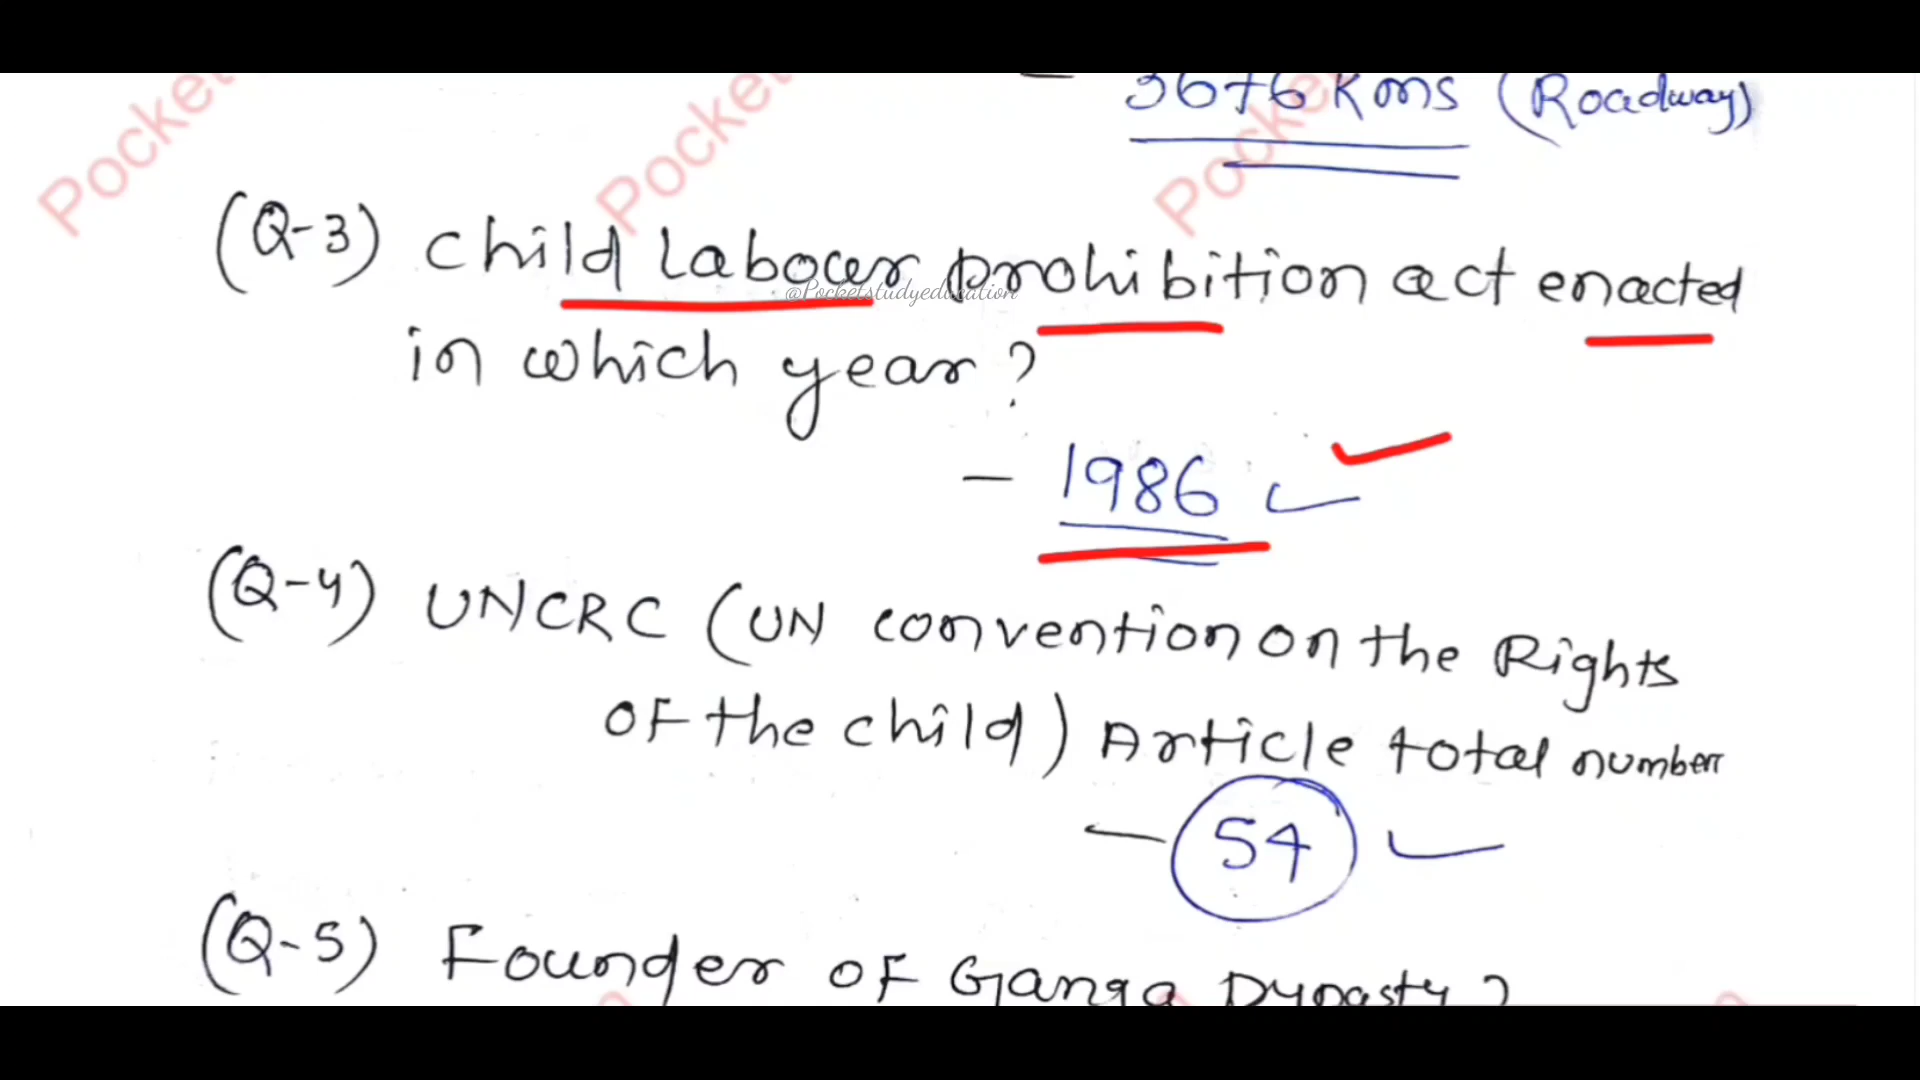 3676 Kms (Roadway)
Pocket Pocket Pocket
(Q-3) Child Labour prohibition act enacted
@Pocketstudyeducation
in which year?
- 1986
(Q-4) UNCRC (UN convention on the Rights
of the child) Article total number
- 54
(Q-5) Founder of Ganga Dynasty?